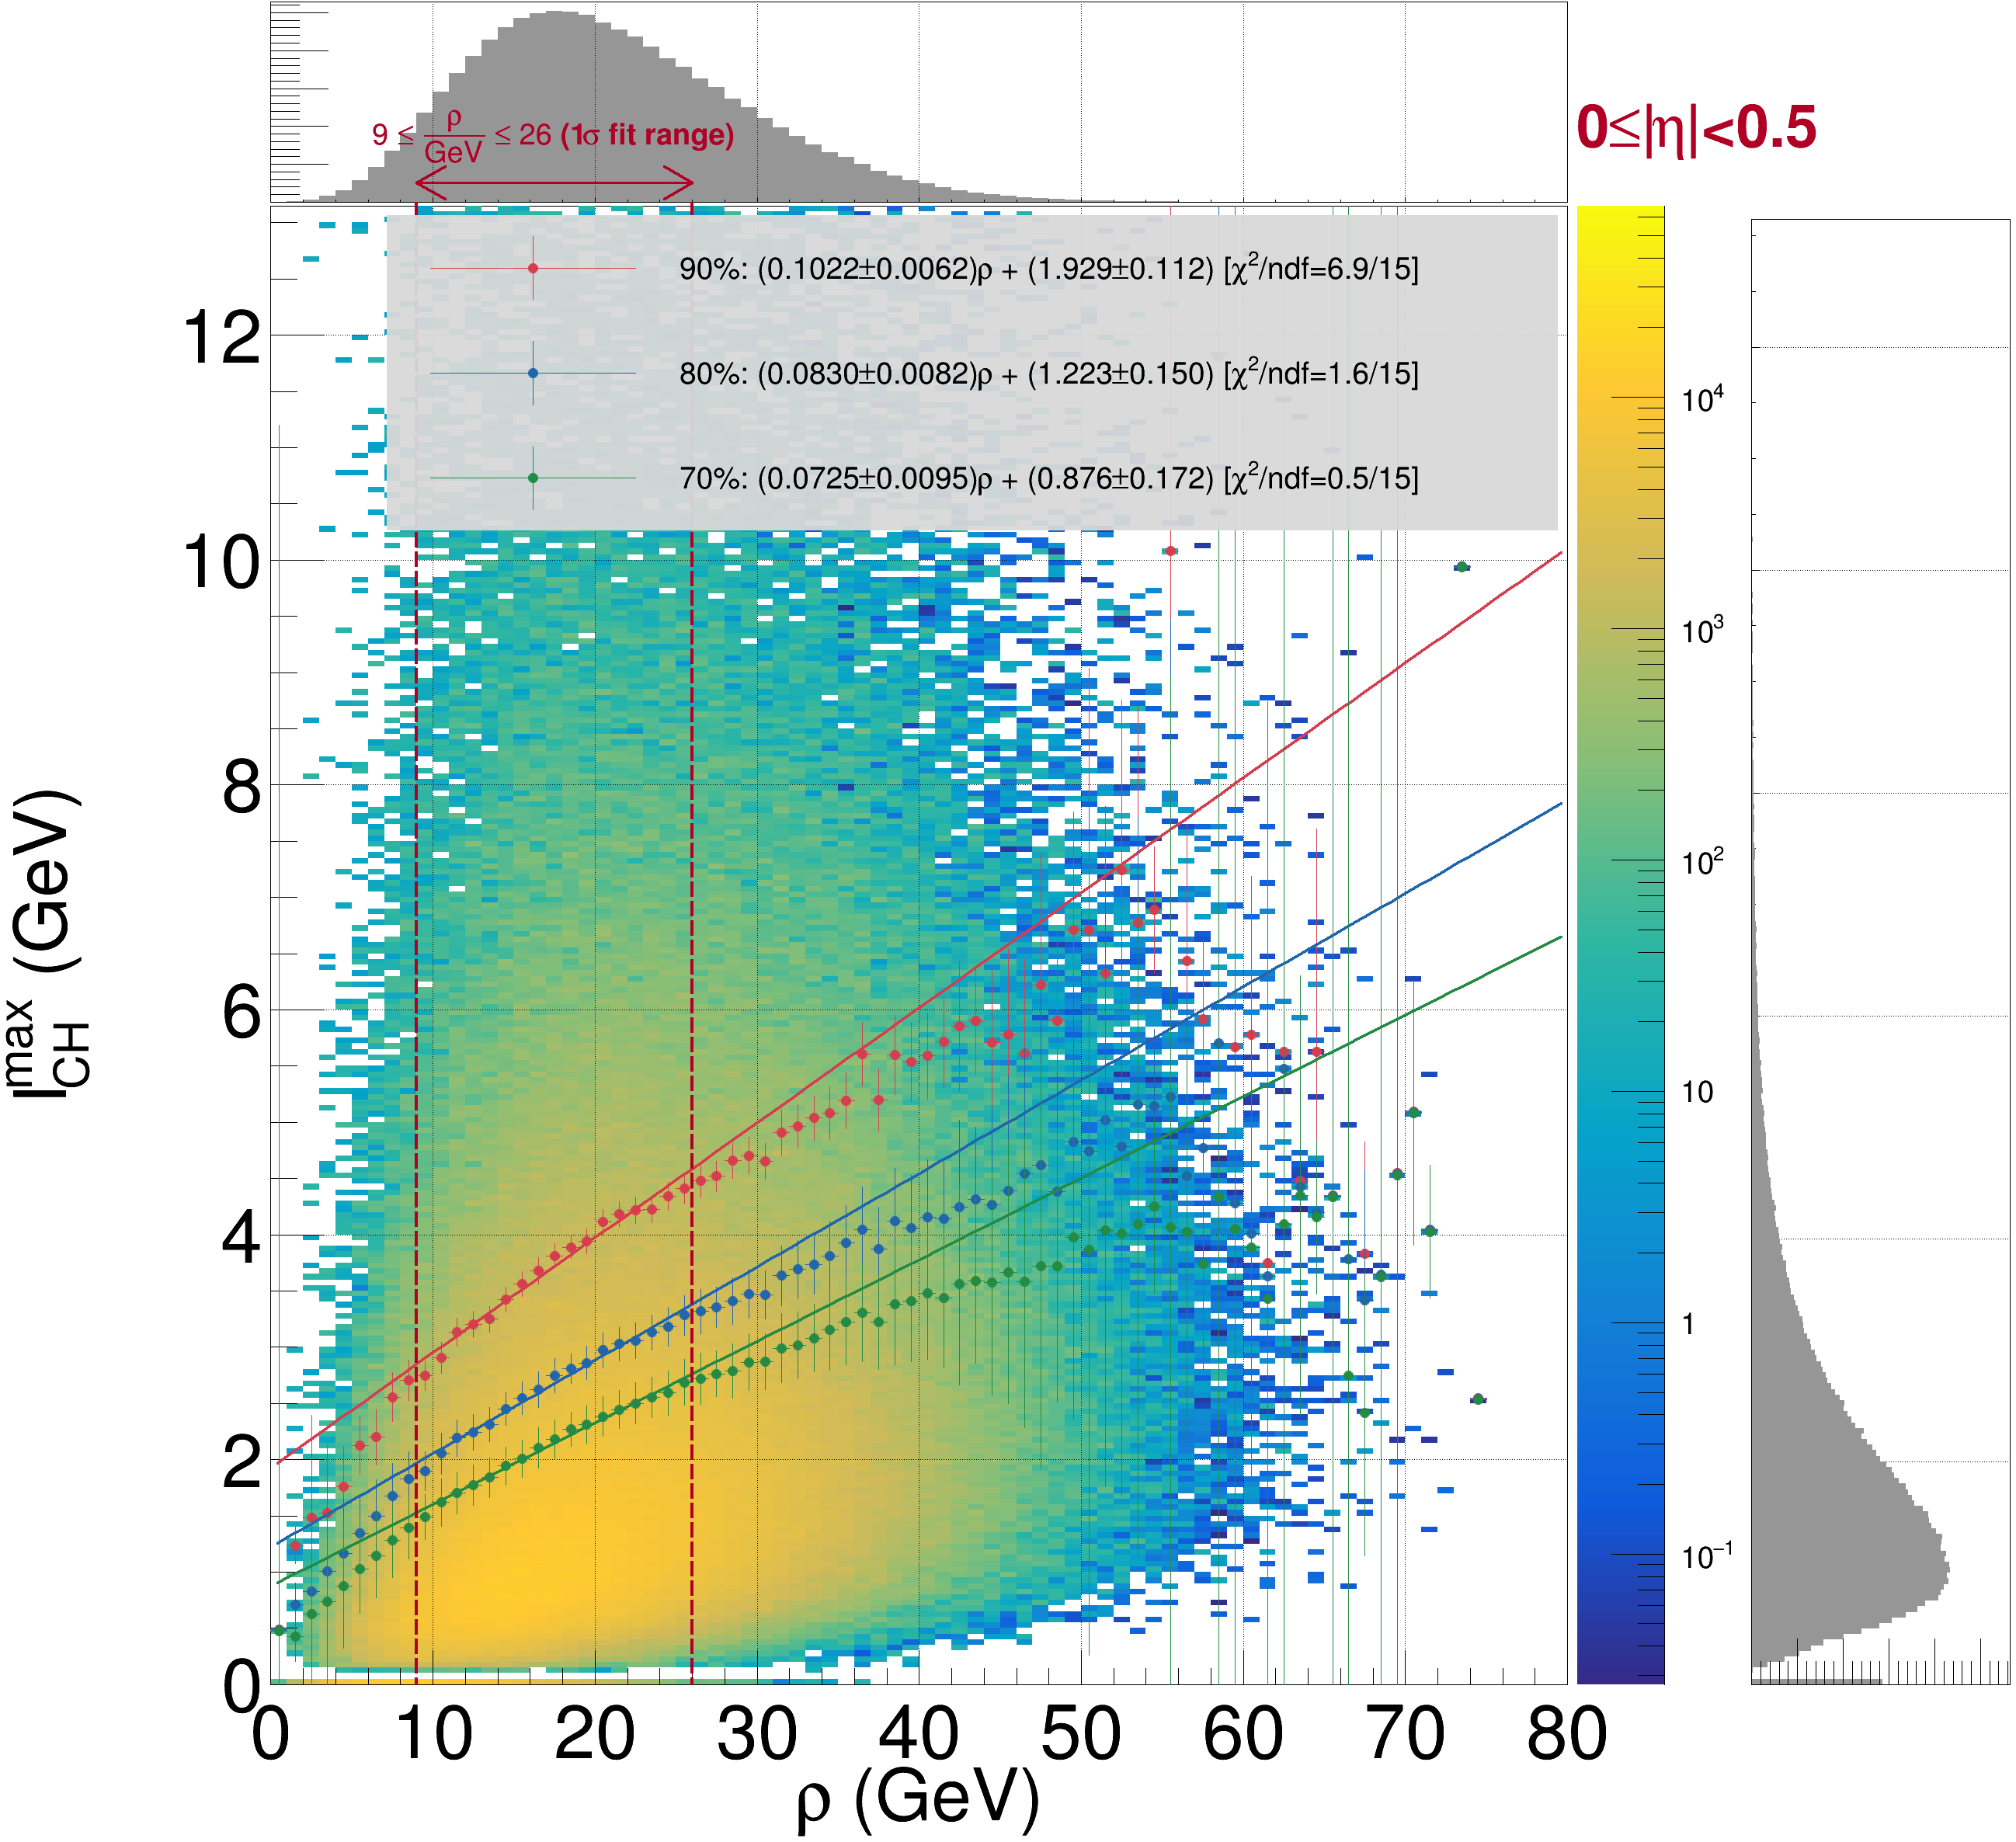 9 ≤ ρ/GeV ≤ 26 (1σ fit range)
0≤|η|<0.5
90%: (0.1022±0.0062)ρ + (1.929±0.112) [χ²/ndf=6.9/15]
80%: (0.0830±0.0082)ρ + (1.223±0.150) [χ²/ndf=1.6/15]
70%: (0.0725±0.0095)ρ + (0.876±0.172) [χ²/ndf=0.5/15]
12
10
8
6
4
2
0
I_CH^max (GeV)
0 10 20 30 40 50 60 70 80
ρ (GeV)
10⁴
10³
10²
10
1
10⁻¹